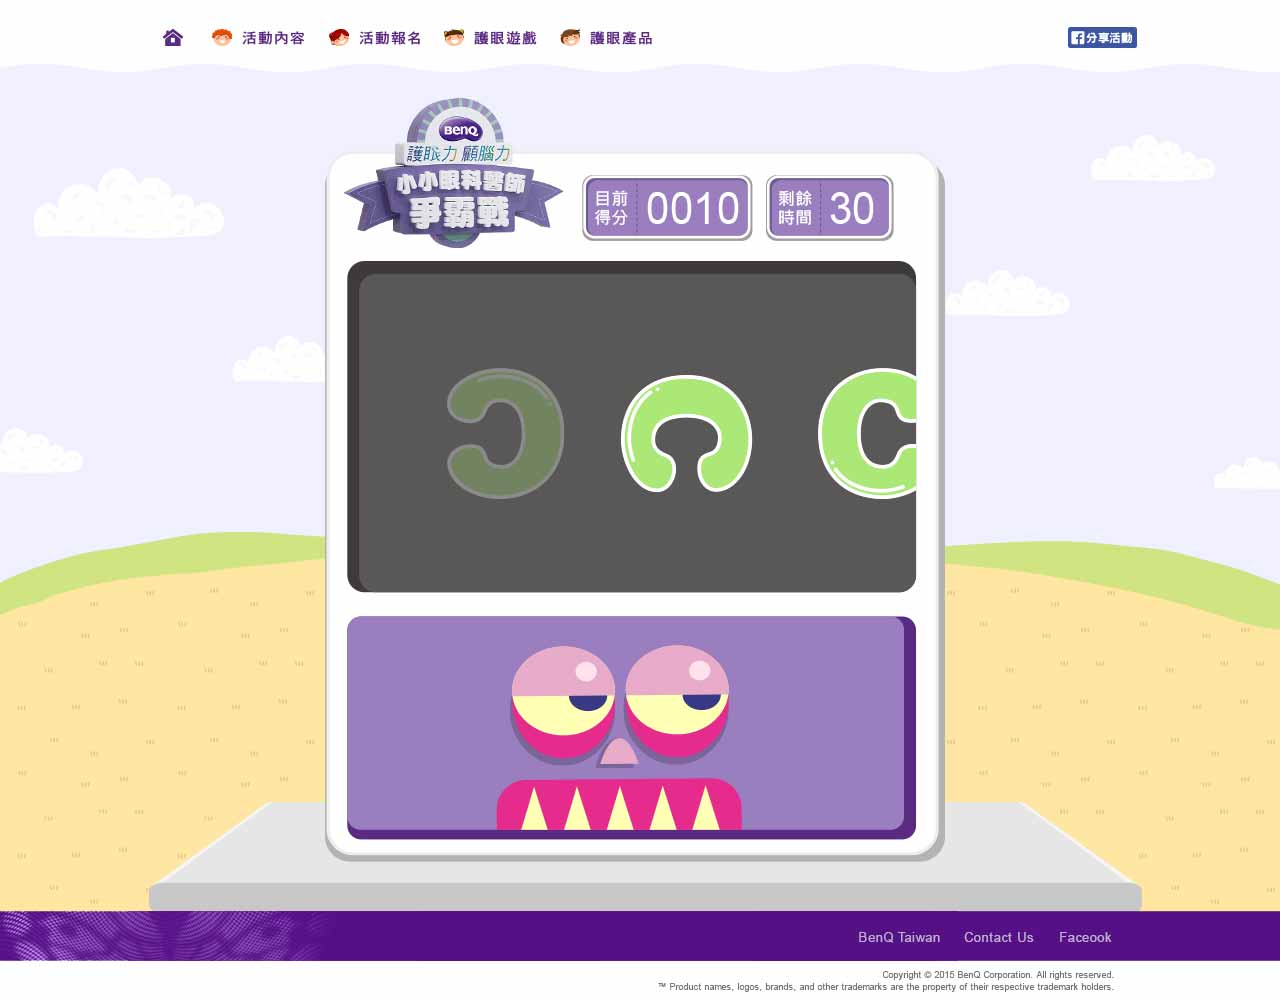 活動內容 活動報名 護眼遊戲 護眼產品 分享活動
BenQ
護眼力 顧腦力
小小眼科醫師
爭霸戰
目前得分 0010
剩餘時間 30
BenQ Taiwan Contact Us Faceook
Copyright © 2015 BenQ Corporation. All rights reserved.
™ Product names, logos, brands, and other trademarks are the property of their respective trademark holders.